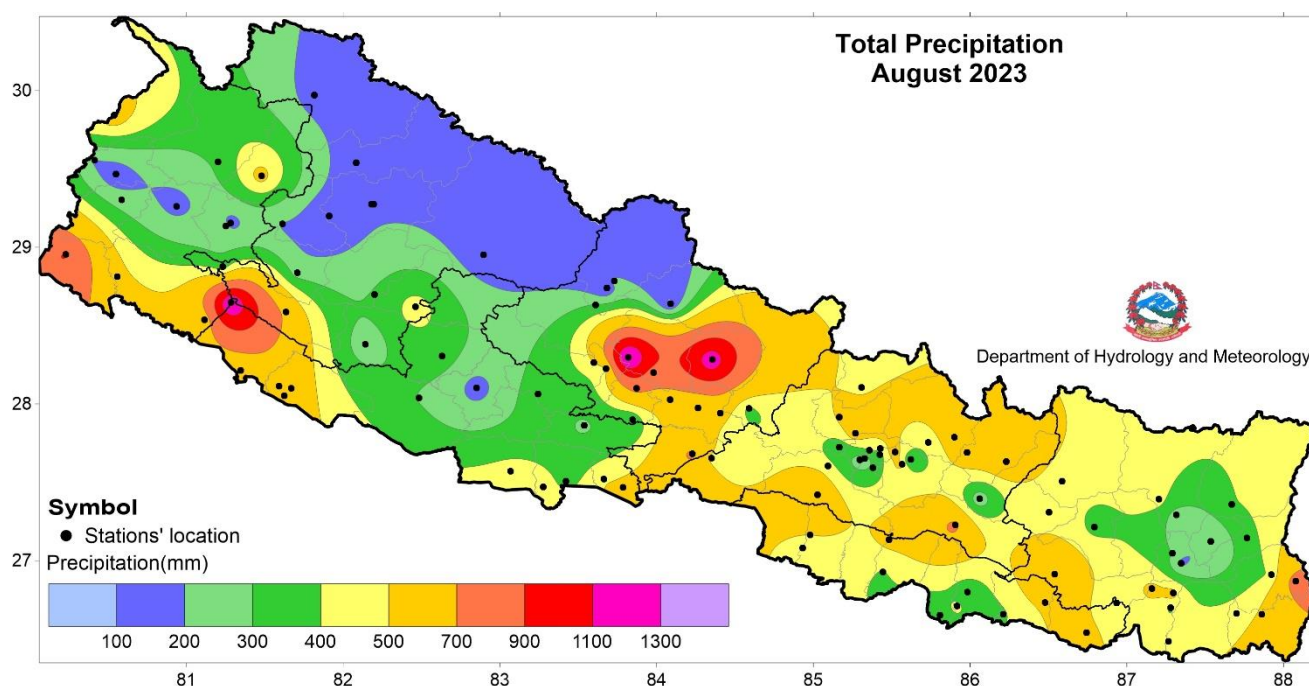 Total Precipitation
August 2023
30
29
28
27
Department of Hydrology and Meteorology
Symbol
Stations' location
Precipitation(mm)
100 200 300 400 500 700 900 1100 1300
81 82 83 84 85 86 87 88